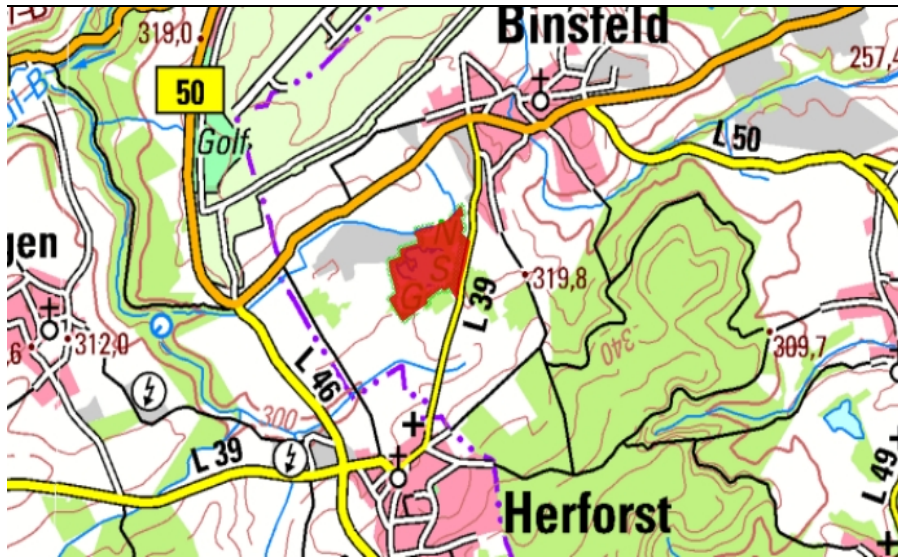 319,0
Binsfeld
257,4
50
Golf
L 50
gen
N
S
G
319,8
L 39
312,0
L 46
340
309,7
300
L 39
L 49
Herforst